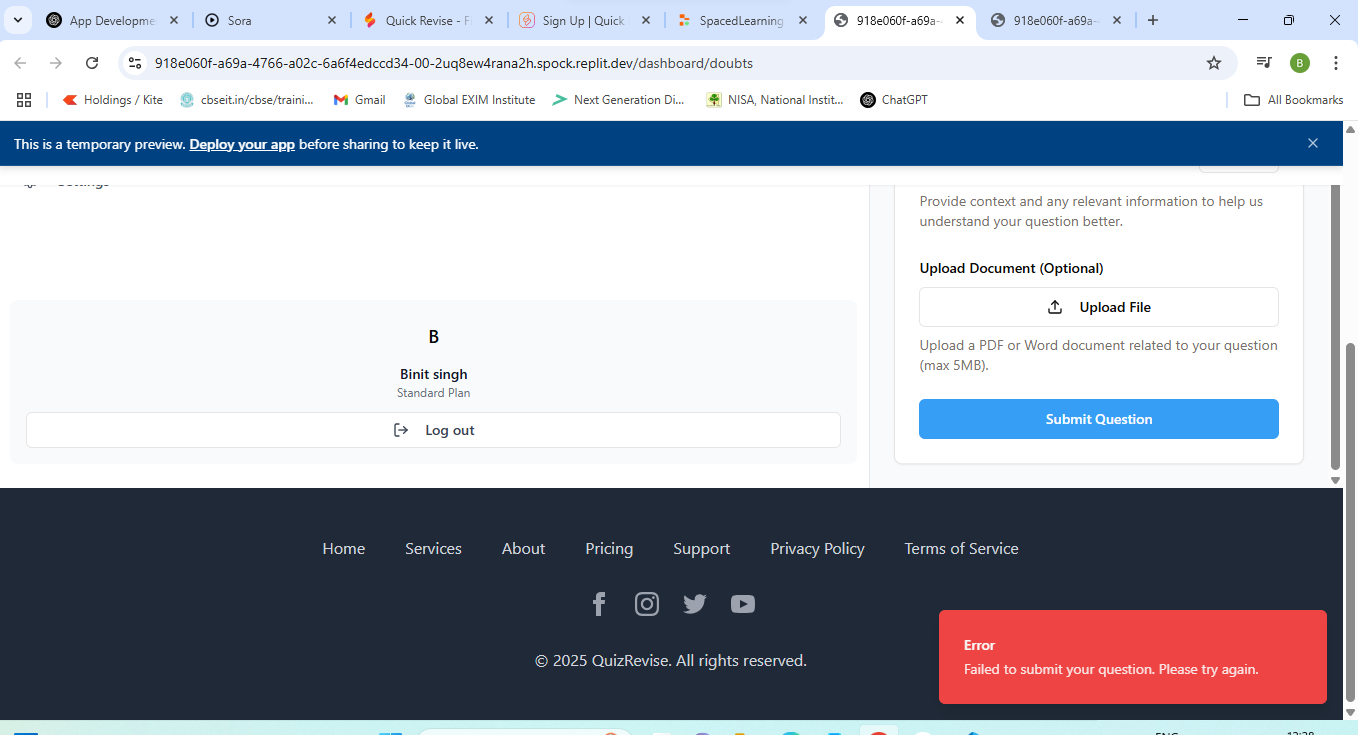 App Developme
Sora
Quick Revise - Fi
Sign Up | Quick
SpacedLearning
918e060f-a69a-
918e060f-a69a-
918e060f-a69a-4766-a02c-6a6f4edccd34-00-2uq8ew4rana2h.spock.replit.dev/dashboard/doubts
B
Holdings / Kite
cbseit.in/cbse/traini...
Gmail
Global EXIM Institute
Next Generation Di...
NISA, National Instit...
ChatGPT
All Bookmarks
This is a temporary preview. Deploy your app before sharing to keep it live.
Settings
B
Binit singh
Standard Plan
Log out
Provide context and any relevant information to help us
understand your question better.
Upload Document (Optional)
Upload File
Upload a PDF or Word document related to your question
(max 5MB).
Submit Question
Home
Services
About
Pricing
Support
Privacy Policy
Terms of Service
© 2025 QuizRevise. All rights reserved.
Error
Failed to submit your question. Please try again.
ENG
12:28